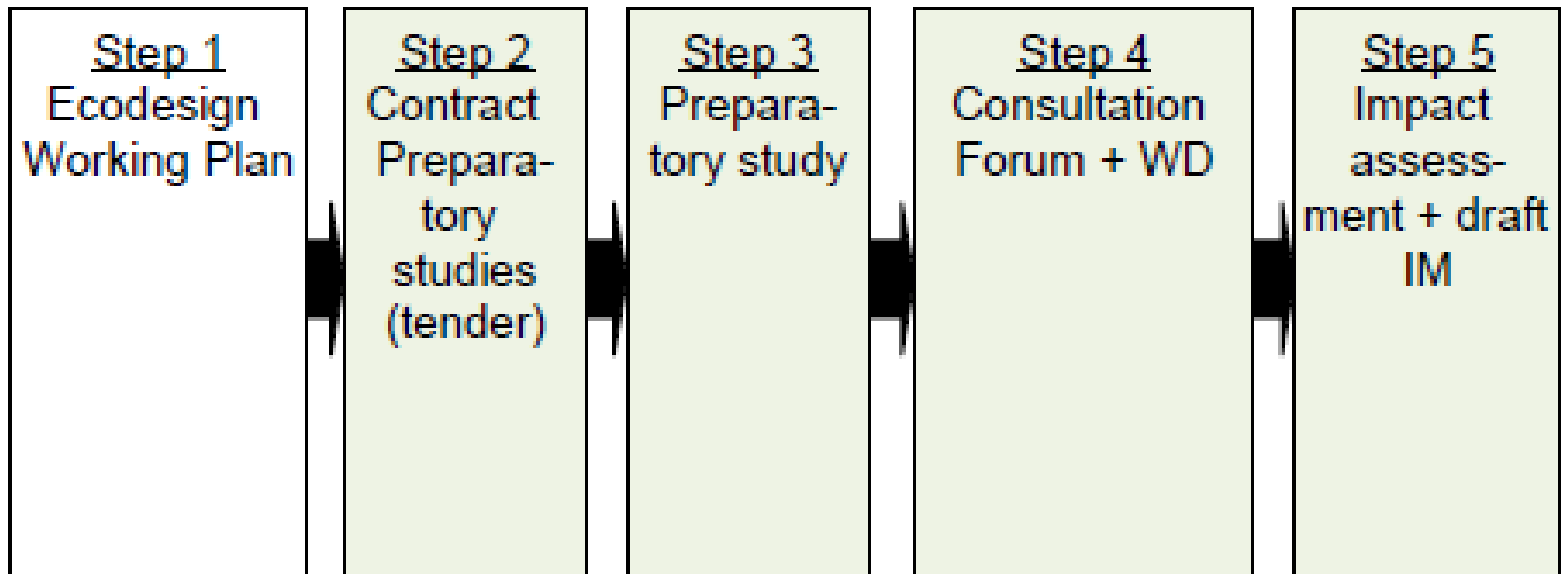 Step 1
Ecodesign
Working Plan
Step 2
Contract
Prepara-
tory
studies
(tender)
Step 3
Prepara-
tory study
Step 4
Consultation
Forum + WD
Step 5
Impact
assess-
ment + draft
IM